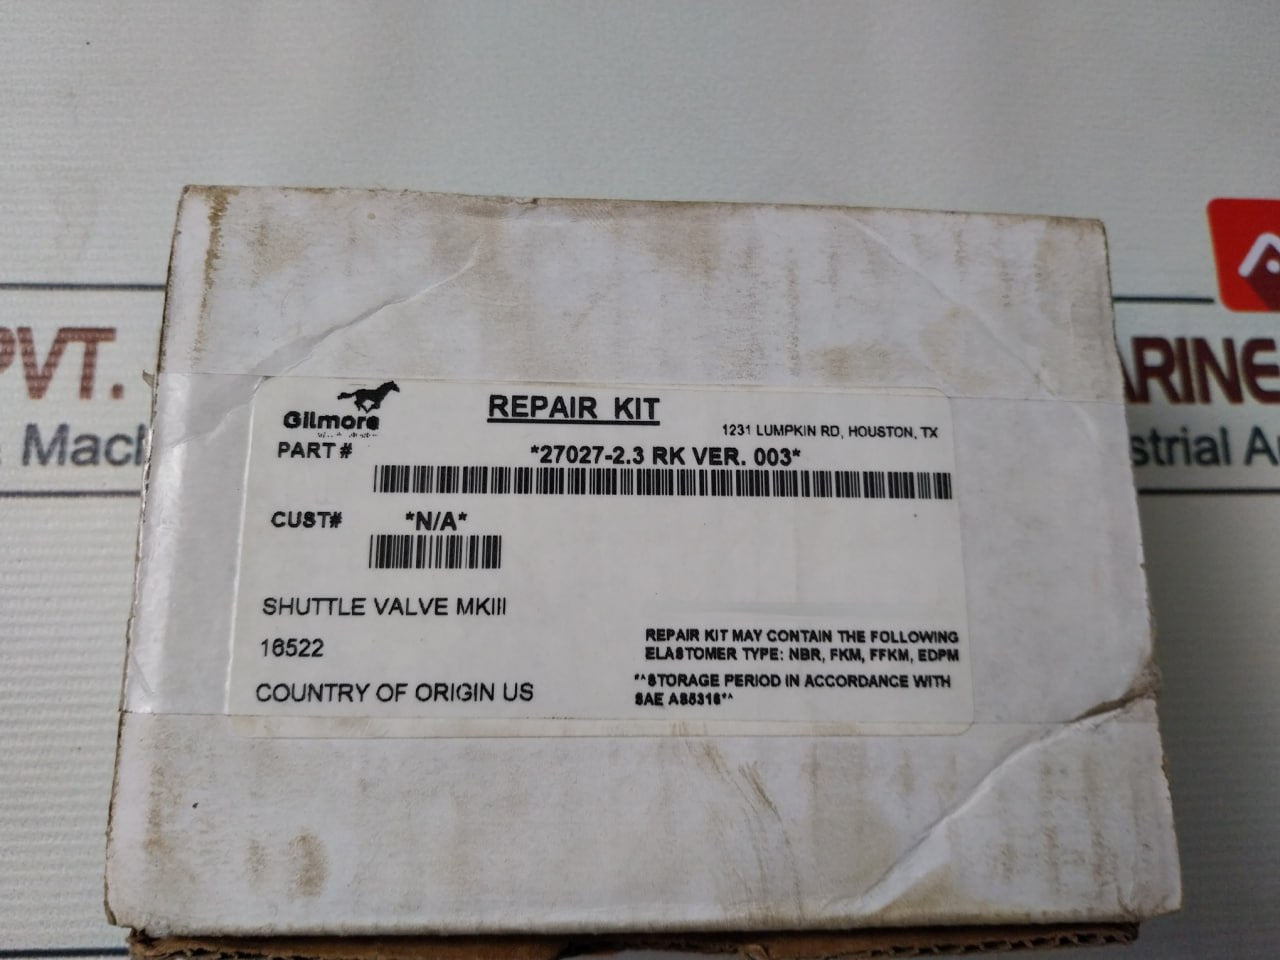 PVT.
Mach
ARINE
strial A
Gilmore
REPAIR KIT
1231 LUMPKIN RD, HOUSTON, TX
PART # *27027-2.3 RK VER. 003*
CUST# *N/A*
SHUTTLE VALVE MKIII
16522
COUNTRY OF ORIGIN US
REPAIR KIT MAY CONTAIN THE FOLLOWING
ELASTOMER TYPE: NBR, FKM, FFKM, EDPM
**STORAGE PERIOD IN ACCORDANCE WITH
SAE AS5316**